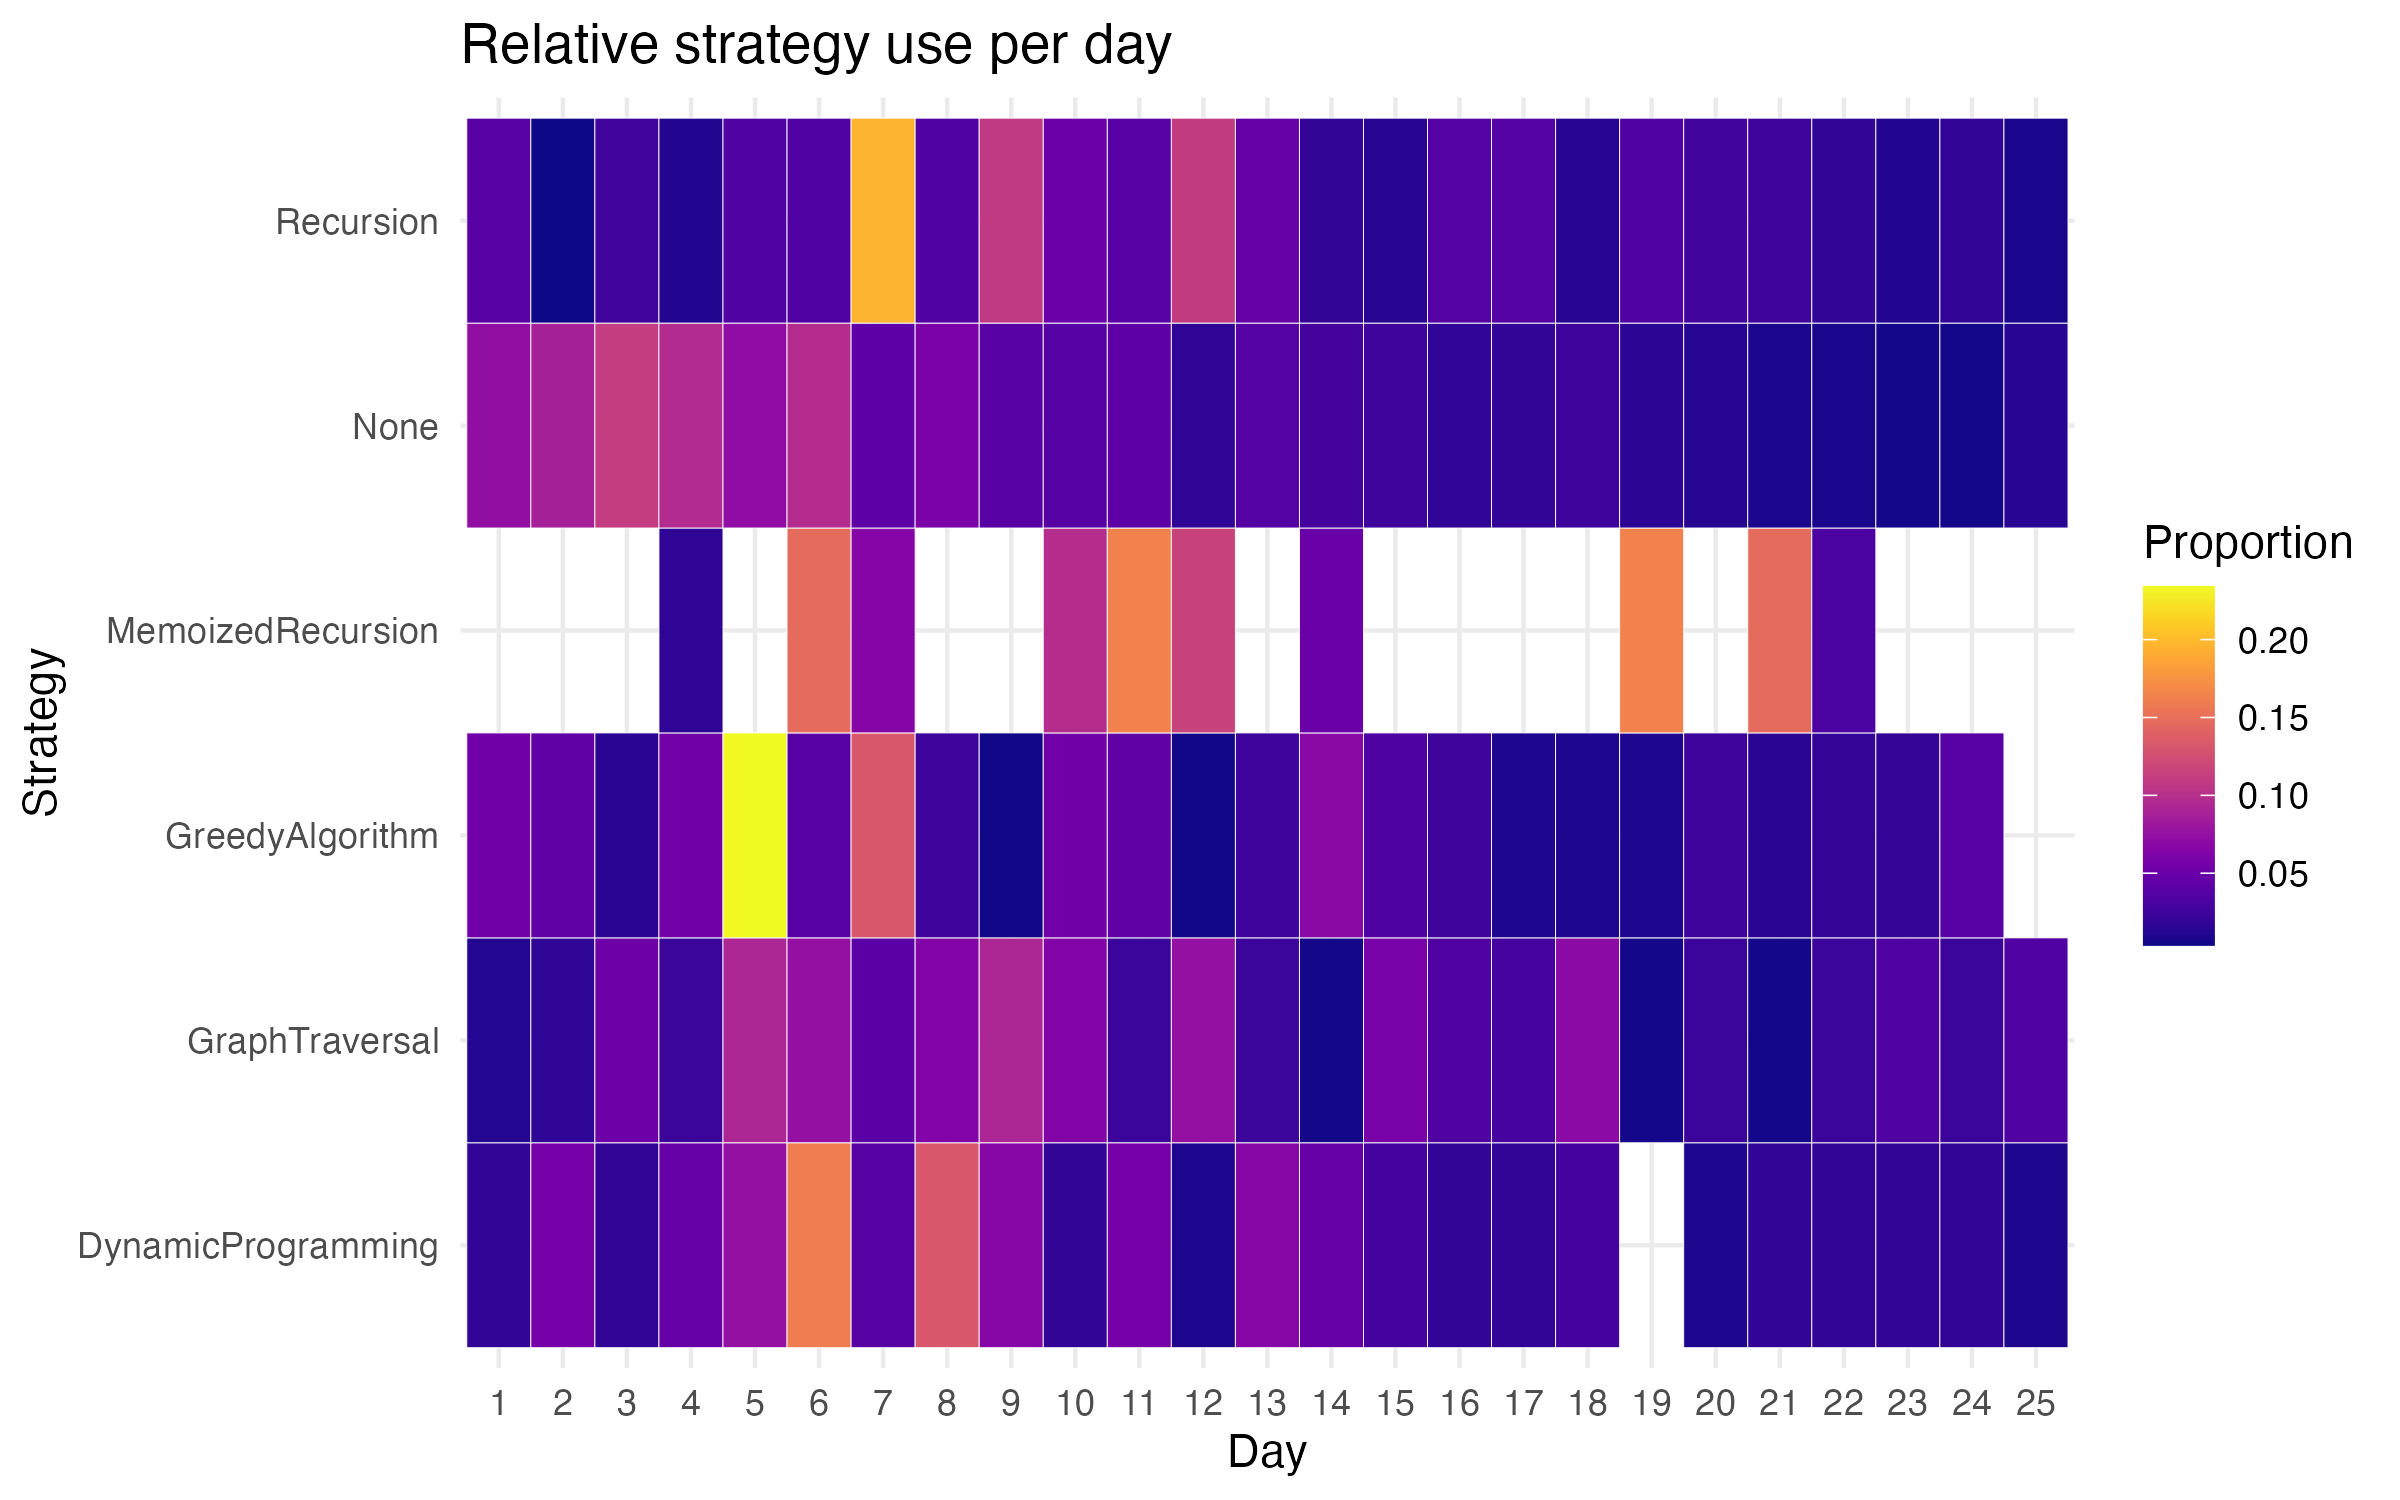 Relative strategy use per day
Strategy
Recursion
None
MemoizedRecursion
GreedyAlgorithm
GraphTraversal
DynamicProgramming
1 2 3 4 5 6 7 8 9 10 11 12 13 14 15 16 17 18 19 20 21 22 23 24 25
Day
Proportion
0.20
0.15
0.10
0.05